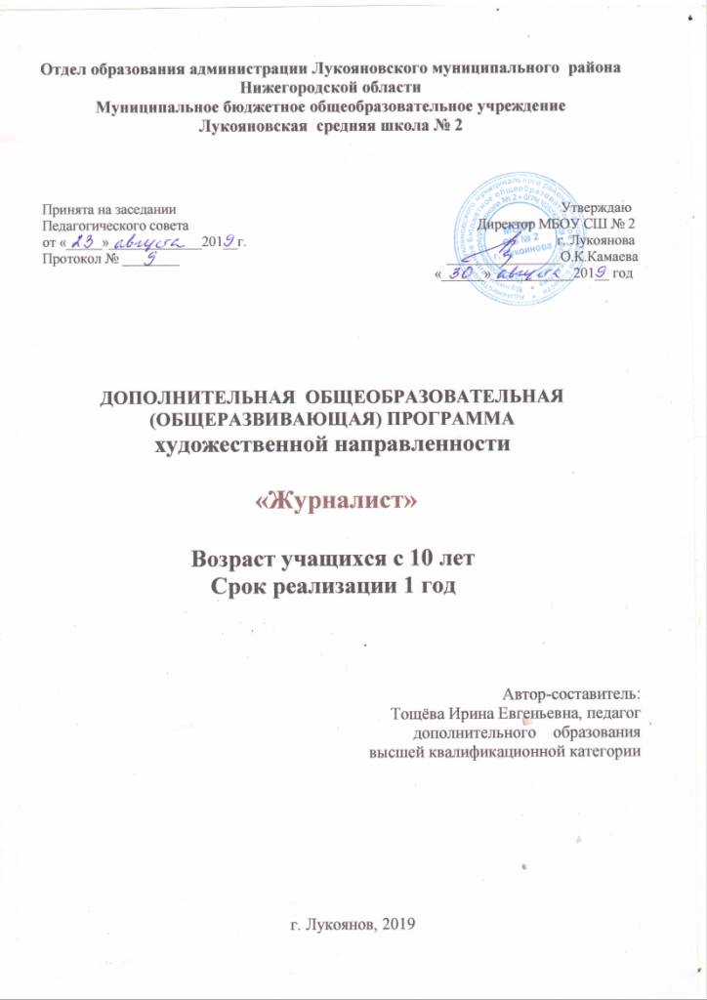 Отдел образования администрации Лукояновского муниципального района
Нижегородской области
Муниципальное бюджетное общеобразовательное учреждение
Лукояновская средняя школа № 2
Принята на заседании
Педагогического совета
от « 23 » августа 2019 г.
Протокол № 9
Утверждаю
Директор МБОУ СШ № 2
г. Лукоянова
О.К.Камаева
« 30 » августа 2019 год
ДОПОЛНИТЕЛЬНАЯ ОБЩЕОБРАЗОВАТЕЛЬНАЯ
(ОБЩЕРАЗВИВАЮЩАЯ) ПРОГРАММА
художественной направленности
«Журналист»
Возраст учащихся с 10 лет
Срок реализации 1 год
Автор-составитель:
Тощёва Ирина Евгеньевна, педагог
дополнительного образования
высшей квалификационной категории
г. Лукоянов, 2019